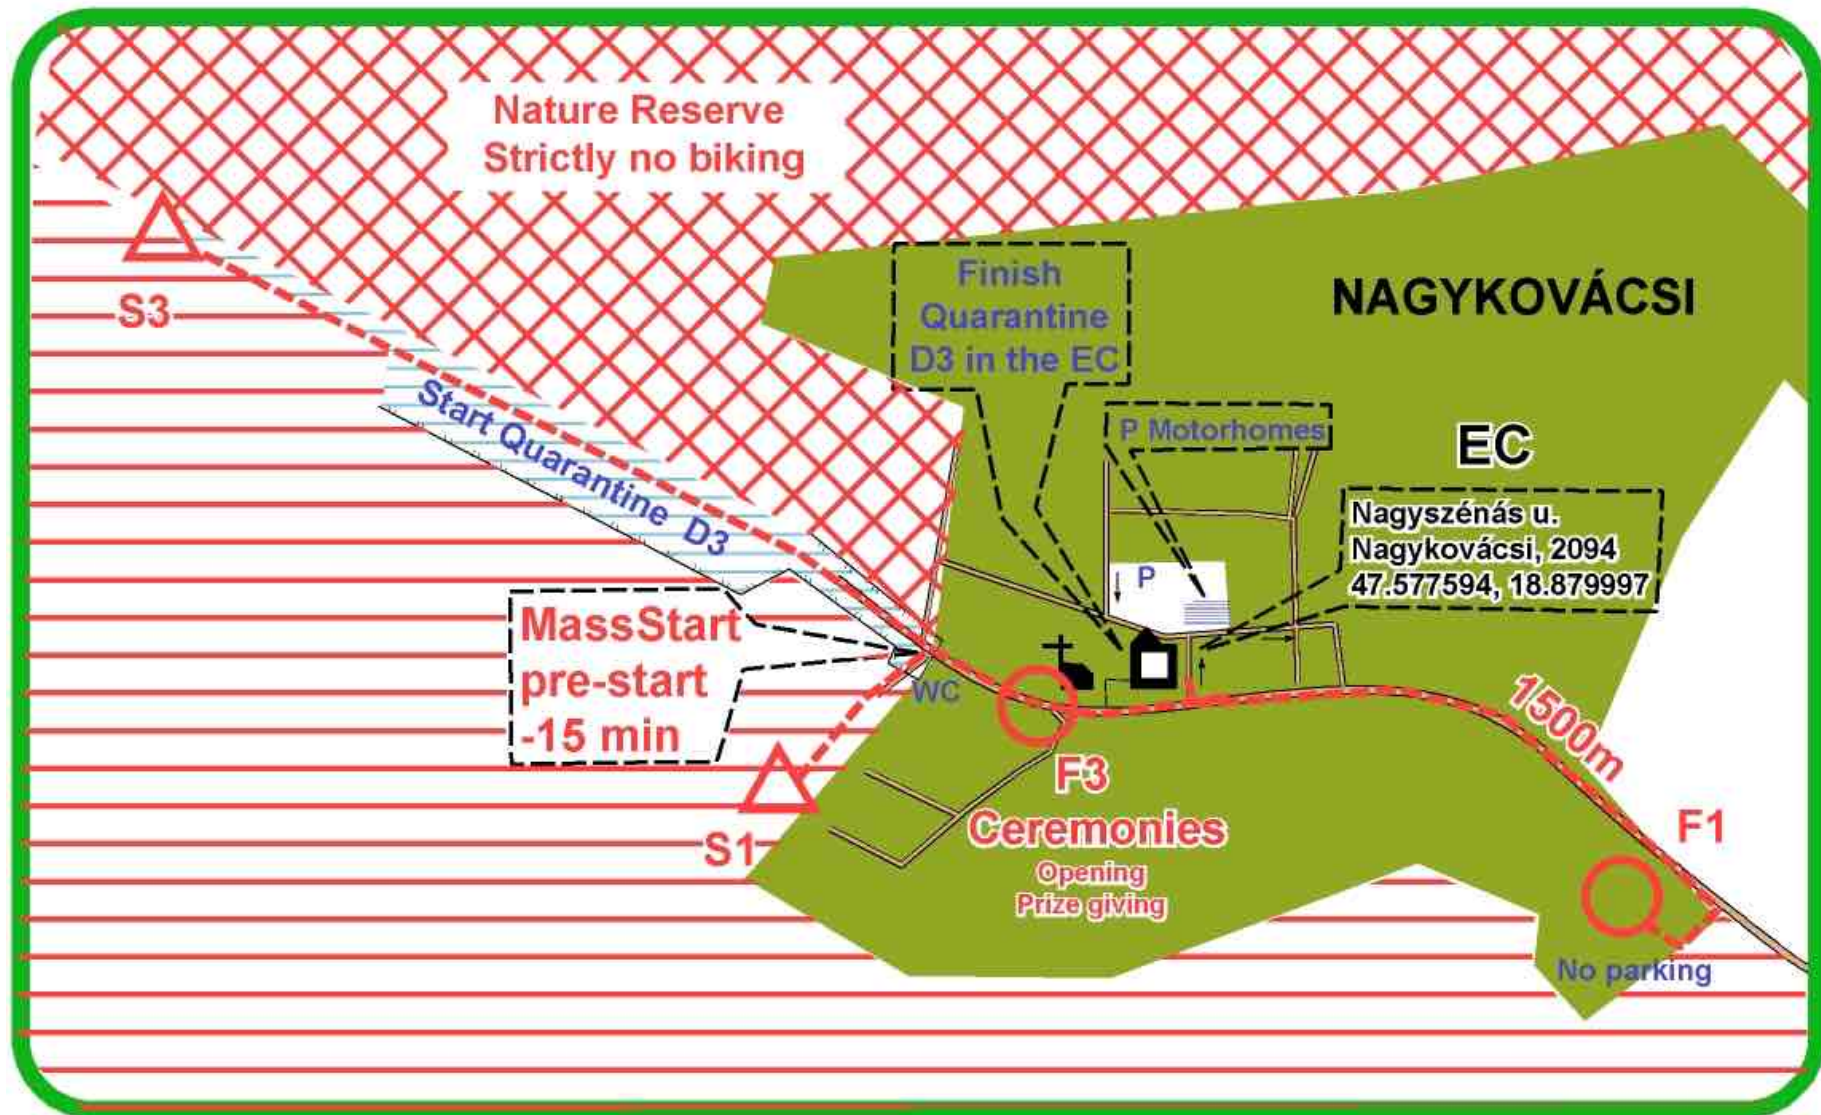 Nature Reserve
Strictly no biking
S3
Finish
Quarantine
D3 in the EC
NAGYKOVÁCSI
P Motorhomes
EC
Start Quarantine D3
Nagyszénás u.
Nagykovácsi, 2094
47.577594, 18.879997
P
MassStart
pre-start
-15 min
WC
1500m
S1
F3
Ceremonies
Opening
Prize giving
F1
No parking